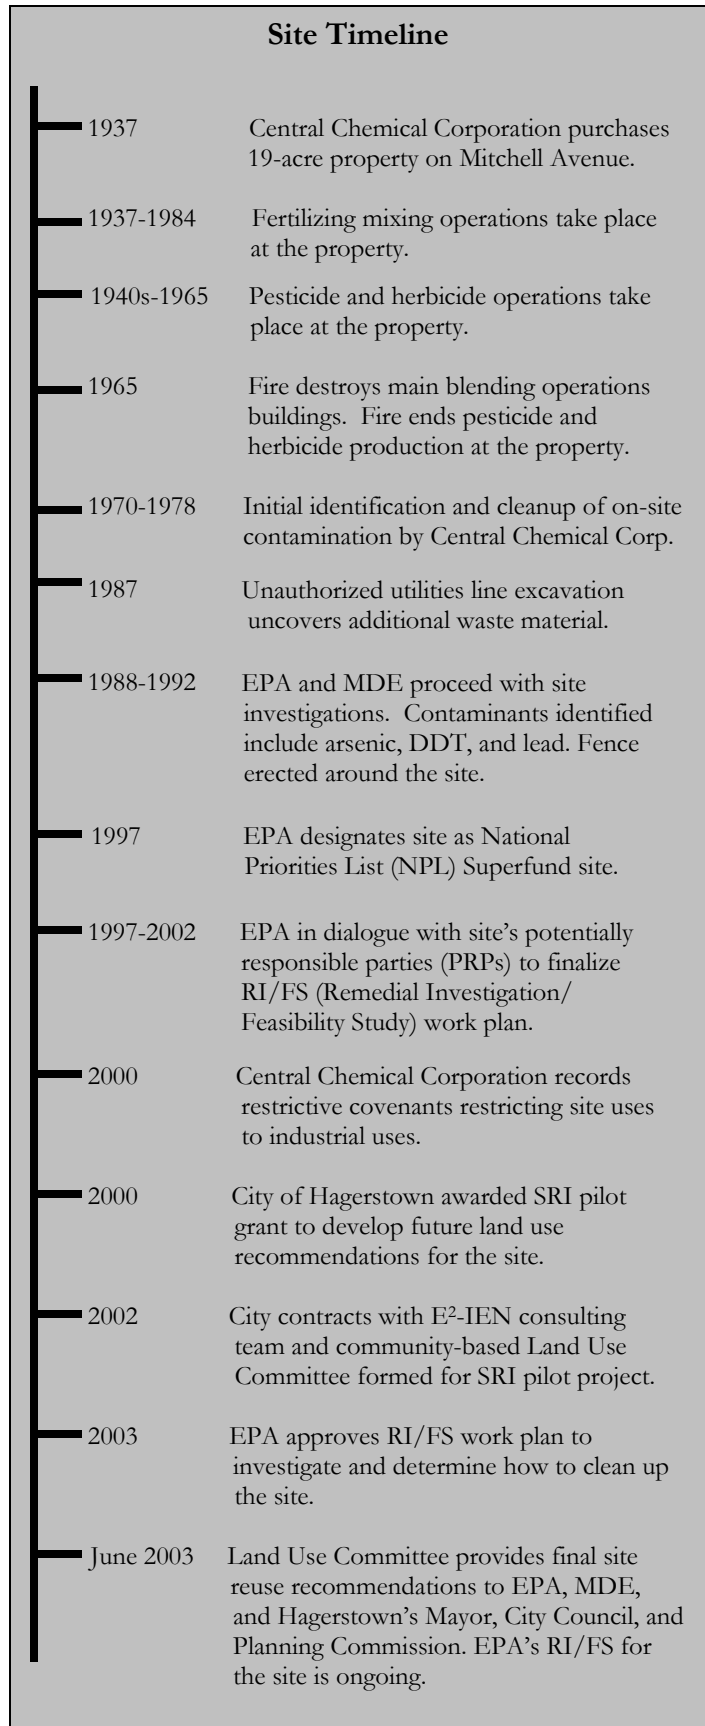 Site Timeline
1937 Central Chemical Corporation purchases
19-acre property on Mitchell Avenue.
1937-1984 Fertilizing mixing operations take place
at the property.
1940s-1965 Pesticide and herbicide operations take
place at the property.
1965 Fire destroys main blending operations
buildings. Fire ends pesticide and
herbicide production at the property.
1970-1978 Initial identification and cleanup of on-site
contamination by Central Chemical Corp.
1987 Unauthorized utilities line excavation
uncovers additional waste material.
1988-1992 EPA and MDE proceed with site
investigations. Contaminants identified
include arsenic, DDT, and lead. Fence
erected around the site.
1997 EPA designates site as National
Priorities List (NPL) Superfund site.
1997-2002 EPA in dialogue with site's potentially
responsible parties (PRPs) to finalize
RI/FS (Remedial Investigation/
Feasibility Study) work plan.
2000 Central Chemical Corporation records
restrictive covenants restricting site uses
to industrial uses.
2000 City of Hagerstown awarded SRI pilot
grant to develop future land use
recommendations for the site.
2002 City contracts with E²-IEN consulting
team and community-based Land Use
Committee formed for SRI pilot project.
2003 EPA approves RI/FS work plan to
investigate and determine how to clean up
the site.
June 2003 Land Use Committee provides final site
reuse recommendations to EPA, MDE,
and Hagerstown's Mayor, City Council, and
Planning Commission. EPA's RI/FS for
the site is ongoing.